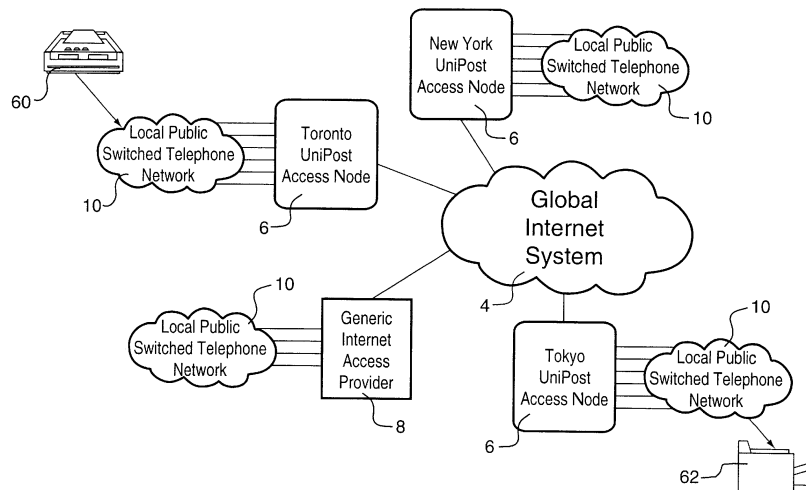 60
Local Public
Switched Telephone
Network
10
Toronto
UniPost
Access Node
6
New York
UniPost
Access Node
6
Local Public
Switched Telephone
Network
10
Global
Internet
System
4
10
Local Public
Switched Telephone
Network
Generic
Internet
Access
Provider
8
Tokyo
UniPost
Access Node
6
10
Local Public
Switched Telephone
Network
62